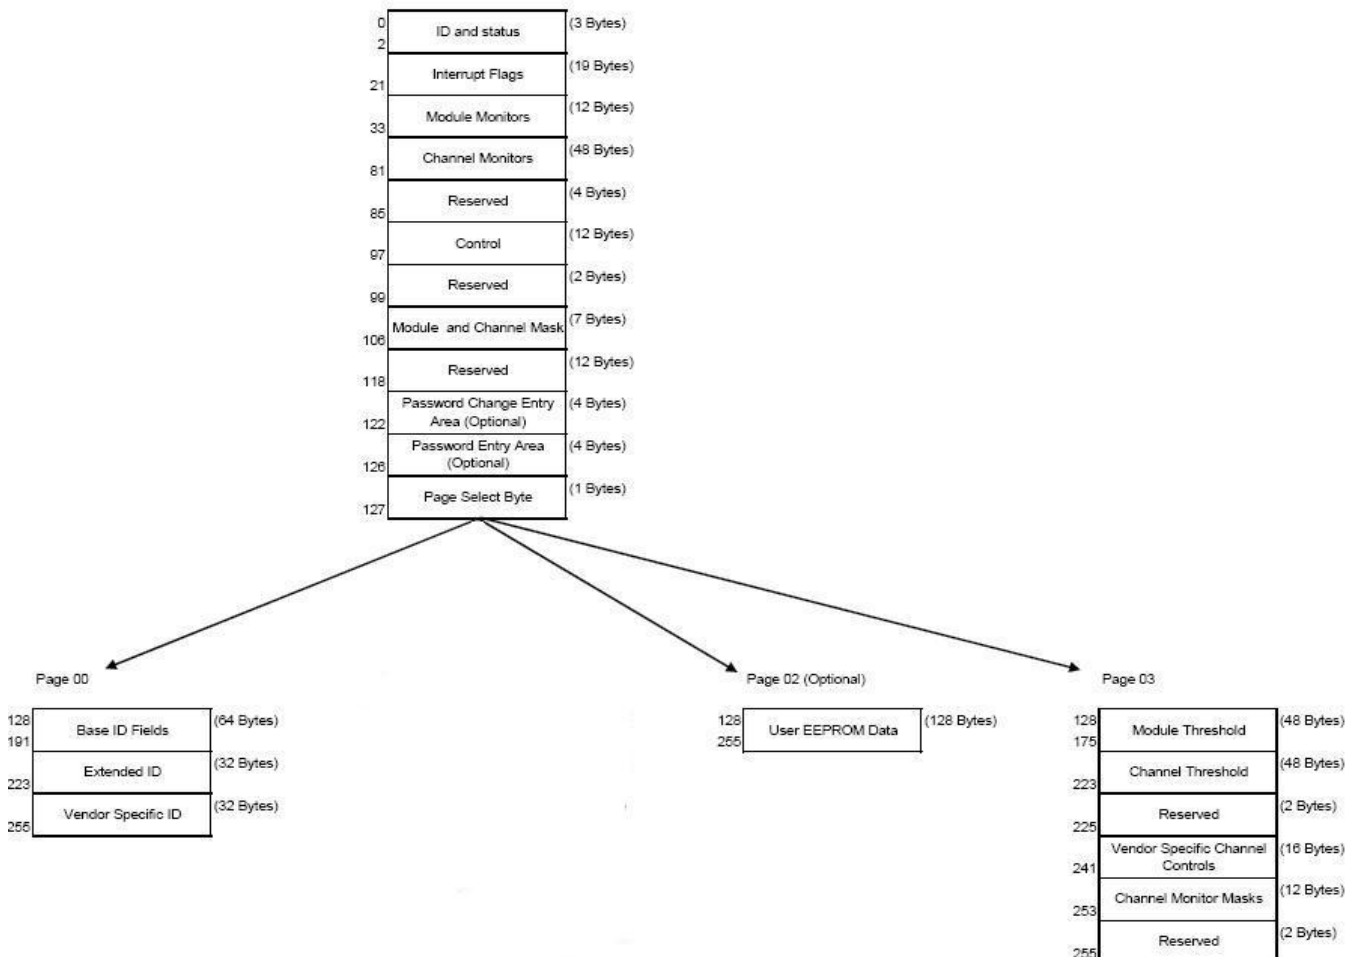 0
ID and status
(3 Bytes)
2
Interrupt Flags
(19 Bytes)
21
Module Monitors
(12 Bytes)
33
Channel Monitors
(48 Bytes)
81
Reserved
(4 Bytes)
85
Control
(12 Bytes)
97
Reserved
(2 Bytes)
99
Module and Channel Mask
(7 Bytes)
106
Reserved
(12 Bytes)
118
Password Change Entry
Area (Optional)
(4 Bytes)
122
Password Entry Area
(Optional)
(4 Bytes)
126
Page Select Byte
(1 Bytes)
127
Page 00
128
Base ID Fields
(64 Bytes)
191
Extended ID
(32 Bytes)
223
Vendor Specific ID
(32 Bytes)
255
Page 02 (Optional)
128
User EEPROM Data
(128 Bytes)
255
Page 03
128
Module Threshold
(48 Bytes)
175
Channel Threshold
(48 Bytes)
223
Reserved
(2 Bytes)
225
Vendor Specific Channel
Controls
(16 Bytes)
241
Channel Monitor Masks
(12 Bytes)
253
Reserved
(2 Bytes)
255